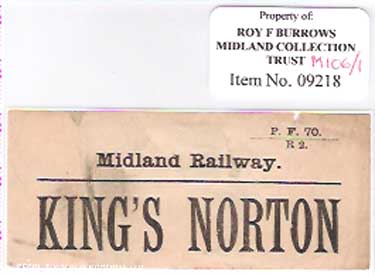 Property of:
ROY F BURROWS
MIDLAND COLLECTION
TRUST M106/1
Item No. 09218
P. F. 70.
R 2.
Midland Railway.
KING'S NORTON